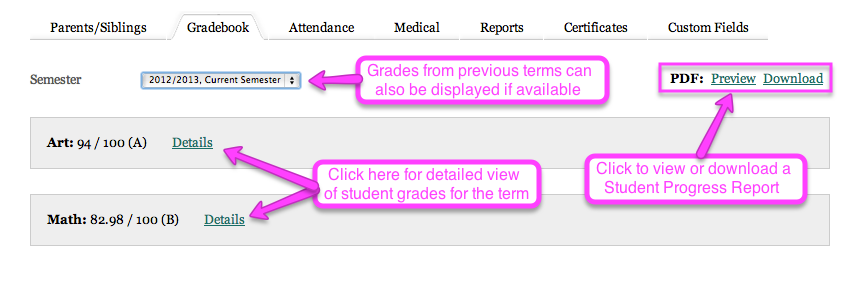 Parents/Siblings Gradebook Attendance Medical Reports Certificates Custom Fields
Semester 2012/2013, Current Semester
Grades from previous terms can
also be displayed if available
PDF: Preview Download
Art: 94 / 100 (A) Details
Click here for detailed view
of student grades for the term
Click to view or download a
Student Progress Report
Math: 82.98 / 100 (B) Details